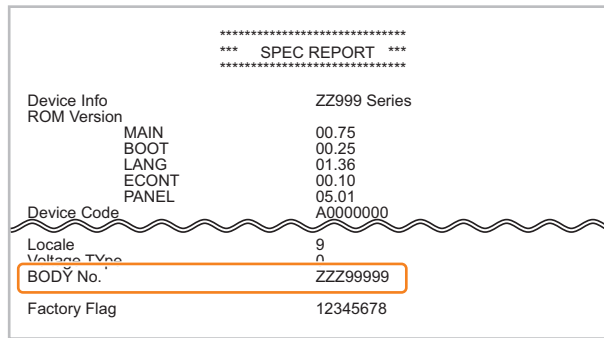 ******************************
*** SPEC REPORT ***
******************************
Device Info ZZ999 Series
ROM Version
MAIN 00.75
BOOT 00.25
LANG 01.36
ECONT 00.10
PANEL 05.01
Device Code A0000000
Locale 9
Voltage TYpe 0
BODY No. ZZZ99999
Factory Flag 12345678